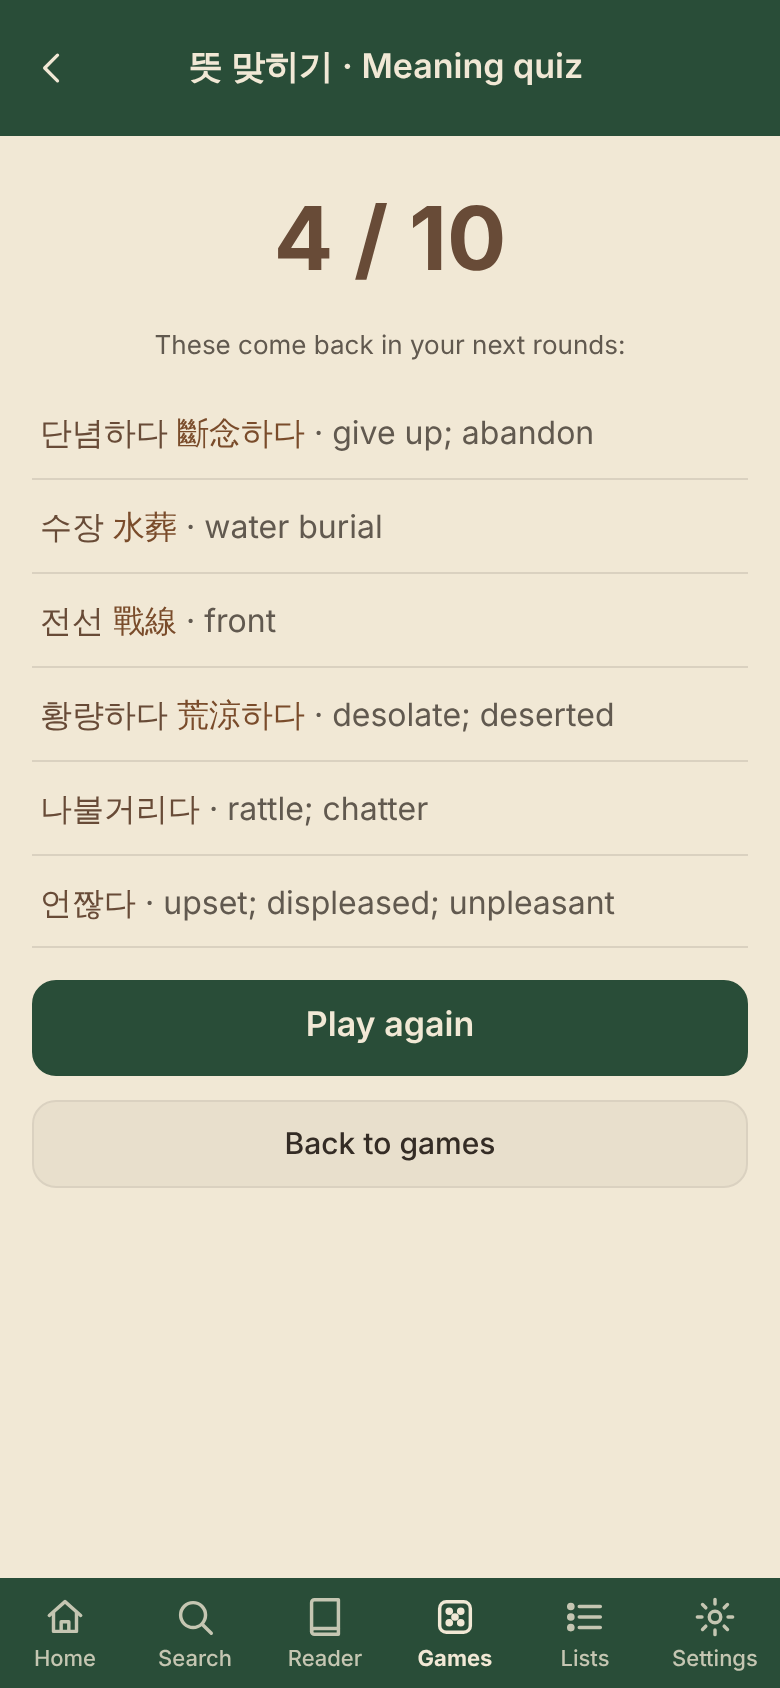 뜻 맞히기 · Meaning quiz
4 / 10
These come back in your next rounds:
단념하다 斷念하다 · give up; abandon
수장 水葬 · water burial
전선 戰線 · front
황량하다 荒涼하다 · desolate; deserted
나불거리다 · rattle; chatter
언짢다 · upset; displeased; unpleasant
Play again
Back to games
Home Search Reader Games Lists Settings